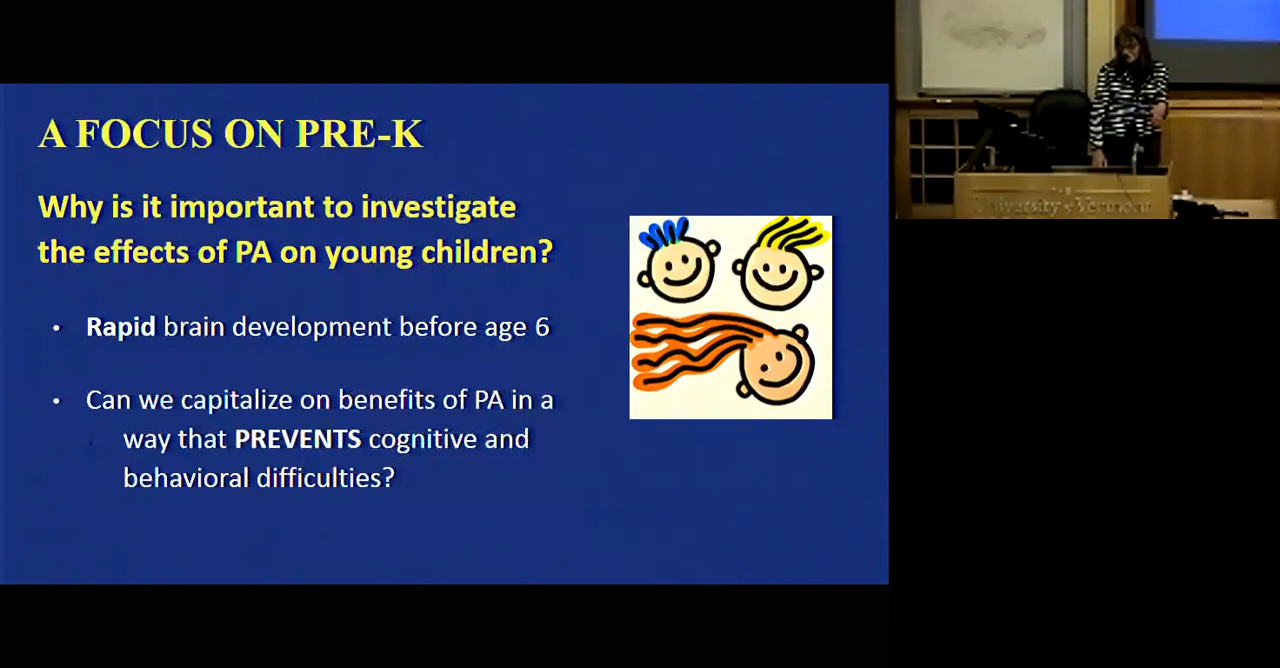 A FOCUS ON PRE-K
Why is it important to investigate
the effects of PA on young children?
• Rapid brain development before age 6
• Can we capitalize on benefits of PA in a
way that PREVENTS cognitive and
behavioral difficulties?
THE
University of Vermont